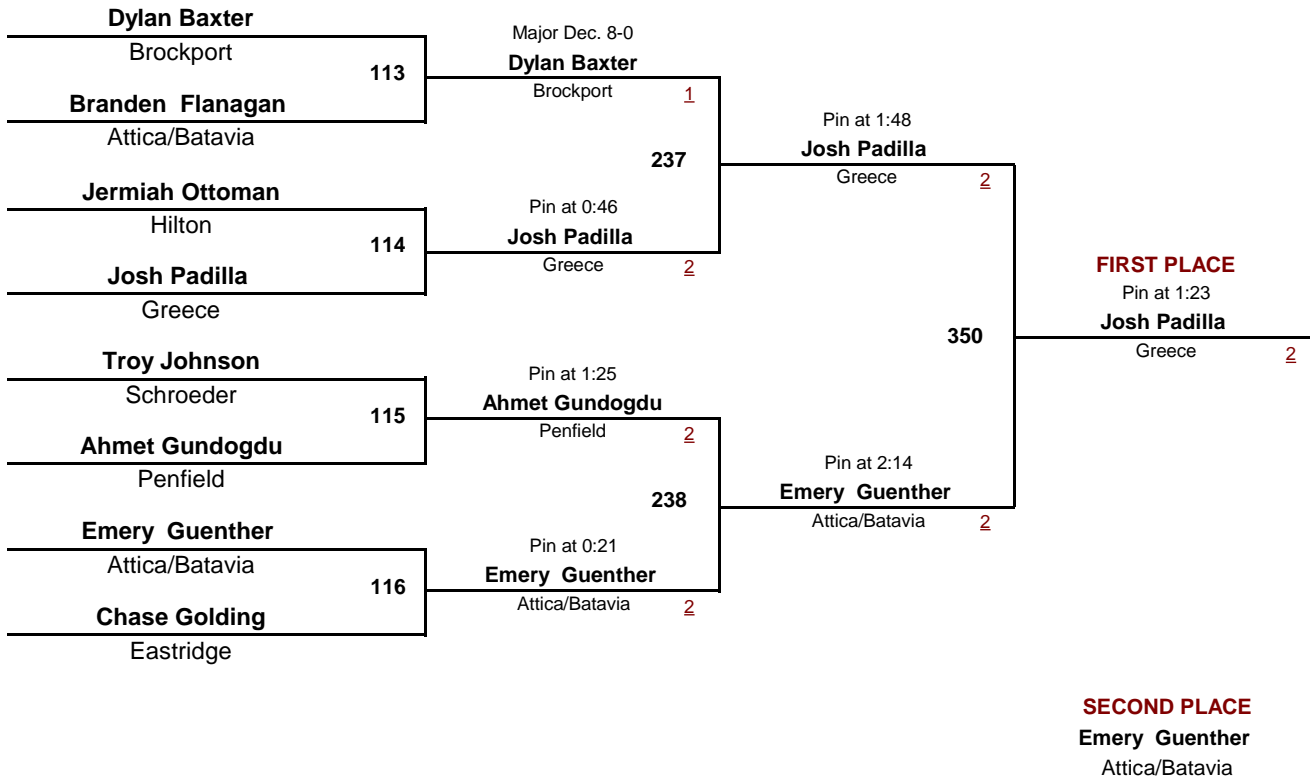 Dylan Baxter
Brockport
113
Branden  Flanagan
Attica/Batavia
Jermiah Ottoman
Hilton
114
Josh Padilla
Greece
Troy Johnson
Schroeder
115
Ahmet Gundogdu
Penfield
Emery  Guenther
Attica/Batavia
116
Chase Golding
Eastridge
Major Dec. 8-0
Dylan Baxter
Brockport
1
237
Pin at 0:46
Josh Padilla
Greece
2
Pin at 1:25
Ahmet Gundogdu
Penfield
2
238
Pin at 0:21
Emery  Guenther
Attica/Batavia
2
Pin at 1:48
Josh Padilla
Greece
2
350
Pin at 2:14
Emery  Guenther
Attica/Batavia
2
FIRST PLACE
Pin at 1:23
Josh Padilla
Greece
2
SECOND PLACE
Emery  Guenther
Attica/Batavia